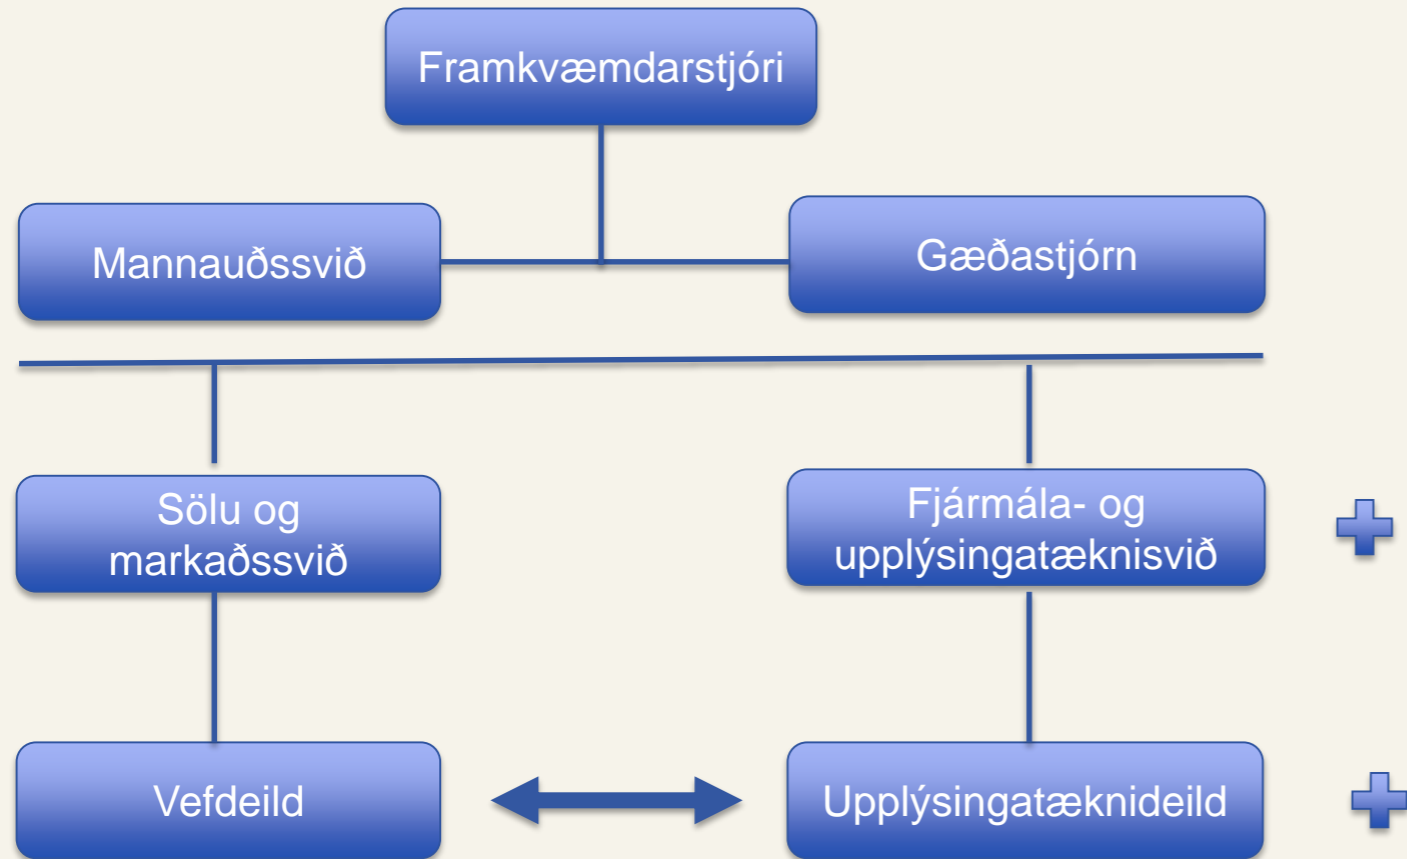 Framkvæmdarstjóri
Mannauðssvið
Gæðastjórn
Sölu og
markaðssvið
Fjármála- og
upplýsingatæknisvið
Vefdeild
Upplýsingatæknideild